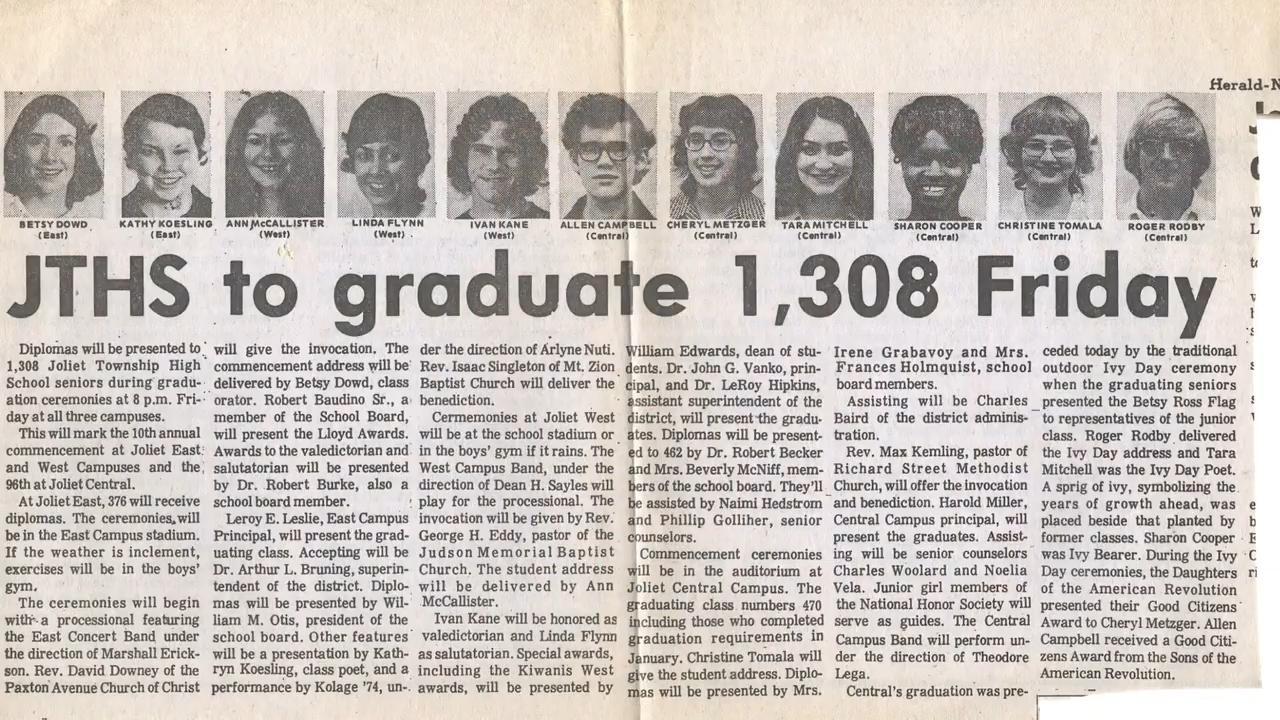 Herald-N
BETSY DOWD
(East)
KATHY KOESLING
(East)
ANN McCALLISTER
(West)
LINDA FLYNN
(West)
IVAN KANE
(West)
ALLEN CAMPBELL
(Central)
CHERYL METZGER
(Central)
TARA MITCHELL
(Central)
SHARON COOPER
(Central)
CHRISTINE TOMALA
(Central)
ROGER RODBY
(Central)
JTHS to graduate 1,308 Friday
Diplomas will be presented to
1,308 Joliet Township High
School seniors during gradu-
ation ceremonies at 8 p.m. Fri-
day at all three campuses.
This will mark the 10th annual
commencement at Joliet East
and West Campuses and the
96th at Joliet Central.
At Joliet East, 376 will receive
diplomas. The ceremonies will
be in the East Campus stadium.
If the weather is inclement,
exercises will be in the boys'
gym.
The ceremonies will begin
with a processional featuring
the East Concert Band under
the direction of Marshall Erick-
son. Rev. David Downey of the
Paxton Avenue Church of Christ
will give the invocation. The
commencement address will be
delivered by Betsy Dowd, class
orator. Robert Baudino Sr., a
member of the School Board,
will present the Lloyd Awards.
Awards to the valedictorian and
salutatorian will be presented
by Dr. Robert Burke, also a
school board member.
Leroy E. Leslie, East Campus
Principal, will present the grad-
uating class. Accepting will be
Dr. Arthur L. Bruning, superin-
tendent of the district. Diplo-
mas will be presented by Wil-
liam M. Otis, president of the
school board. Other features
will be a presentation by Kath-
ryn Koesling, class poet, and a
performance by Kolage '74, un-
der the direction of Arlyne Nuti.
Rev. Isaac Singleton of Mt. Zion
Baptist Church will deliver the
benediction.
Cermemonies at Joliet West
will be at the school stadium or
in the boys' gym if it rains. The
West Campus Band, under the
direction of Dean H. Sayles will
play for the processional. The
invocation will be given by Rev.
George H. Eddy, pastor of the
Judson Memorial Baptist
Church. The student address
will be delivered by Ann
McCallister.
Ivan Kane will be honored as
valedictorian and Linda Flynn
as salutatorian. Special awards,
including the Kiwanis West
awards, will be presented by
William Edwards, dean of stu-
dents. Dr. John G. Vanko, prin-
cipal, and Dr. LeRoy Hipkins,
assistant superintendent of the
district, will present the gradu-
ates. Diplomas will be present-
ed to 462 by Dr. Robert Becker
and Mrs. Beverly McNiff, mem-
bers of the school board. They'll
be assisted by Naimi Hedstrom
and Phillip Golliher, senior
counselors.
Commencement ceremonies
will be in the auditorium at
Joliet Central Campus. The
graduating class numbers 470
including those who completed
graduation requirements in
January. Christine Tomala will
give the student address. Diplo-
mas will be presented by Mrs.
Irene Grabavoy and Mrs.
Frances Holmquist, school
board members.
Assisting will be Charles
Baird of the district adminis-
tration.
Rev. Max Kemling, pastor of
Richard Street Methodist
Church, will offer the invocation
and benediction. Harold Miller,
Central Campus principal, will
present the graduates. Assist-
ing will be senior counselors
Charles Woolard and Noelia
Vela. Junior girl members of
the National Honor Society will
serve as guides. The Central
Campus Band will perform un-
der the direction of Theodore
Lega.
Central's graduation was pre-
ceded today by the traditional
outdoor Ivy Day ceremony
when the graduating seniors
presented the Betsy Ross Flag
to representatives of the junior
class. Roger Rodby delivered
the Ivy Day address and Tara
Mitchell was the Ivy Day Poet.
A sprig of ivy, symbolizing the
years of growth ahead, was
placed beside that planted by
former classes. Sharon Cooper
was Ivy Bearer. During the Ivy
Day ceremonies, the Daughters
of the American Revolution
presented their Good Citizens
Award to Cheryl Metzger. Allen
Campbell received a Good Citi-
zens Award from the Sons of the
American Revolution.